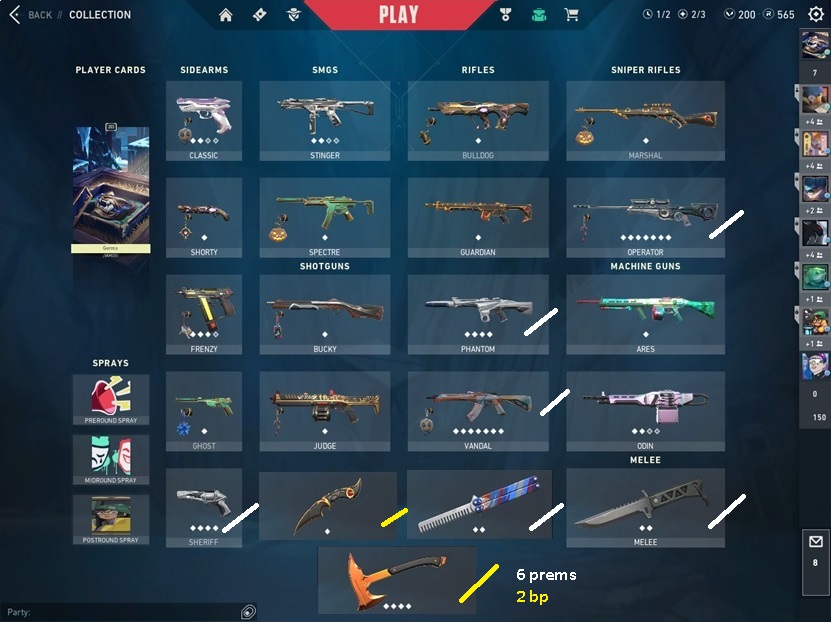 BACK // COLLECTION
PLAY
1/2
2/3
200
565
PLAYER CARDS
SIDEARMS
SMGS
RIFLES
SNIPER RIFLES
7
CLASSIC
STINGER
BULLDOG
MARSHAL
+4
+4
SHORTY
SPECTRE
GUARDIAN
OPERATOR
+2
SHOTGUNS
MACHINE GUNS
+4
FRENZY
BUCKY
PHANTOM
ARES
+1
+1
SPRAYS
PREROUND SPRAY
GHOST
JUDGE
VANDAL
ODIN
0
150
MELEE
MIDROUND SPRAY
POSTROUND SPRAY
SHERIFF
MELEE
8
6 prems
2 bp
Party: